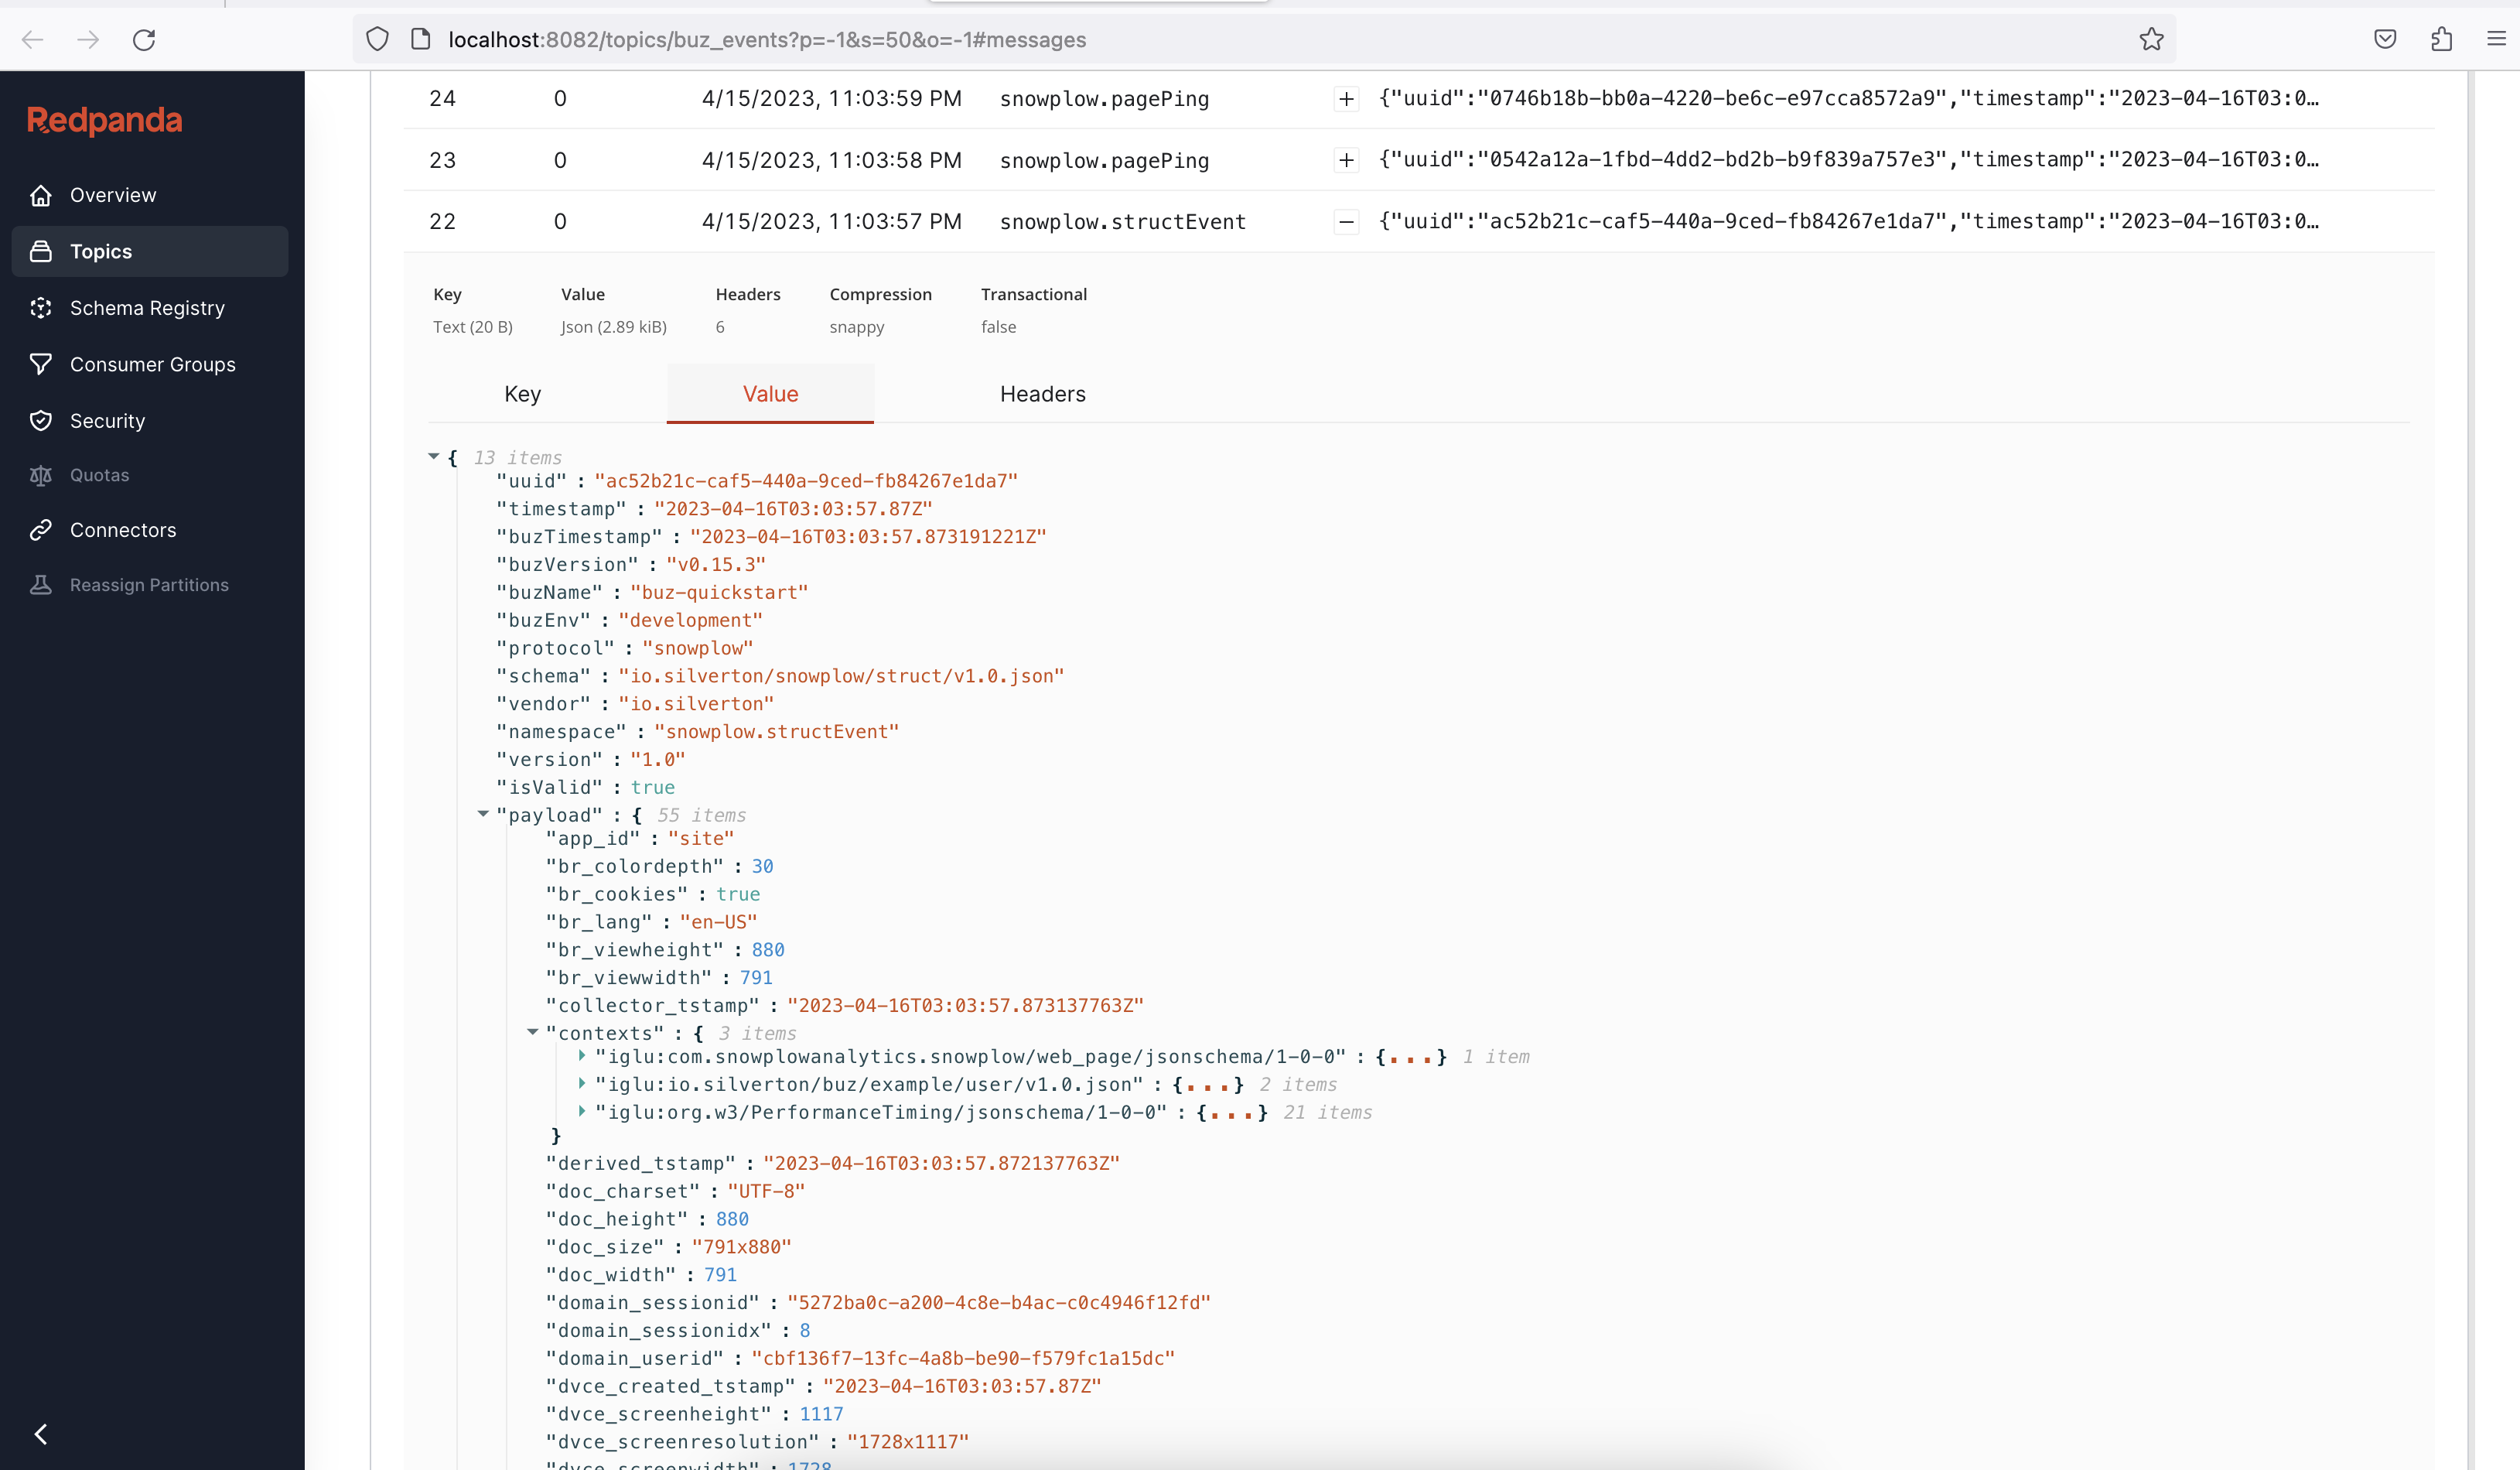 localhost:8082/topics/buz_events?p=-1&s=50&o=-1#messages
Redpanda
Overview
Topics
Schema Registry
Consumer Groups
Security
Quotas
Connectors
Reassign Partitions
24 0 4/15/2023, 11:03:59 PM snowplow.pagePing {"uuid":"0746b18b-bb0a-4220-be6c-e97cca8572a9","timestamp":"2023-04-16T03:0…
23 0 4/15/2023, 11:03:58 PM snowplow.pagePing {"uuid":"0542a12a-1fbd-4dd2-bd2b-b9f839a757e3","timestamp":"2023-04-16T03:0…
22 0 4/15/2023, 11:03:57 PM snowplow.structEvent {"uuid":"ac52b21c-caf5-440a-9ced-fb84267e1da7","timestamp":"2023-04-16T03:0…
Key Value Headers Compression Transactional
Text (20 B) Json (2.89 kiB) 6 snappy false
Key Value Headers
{ 13 items
"uuid" : "ac52b21c-caf5-440a-9ced-fb84267e1da7"
"timestamp" : "2023-04-16T03:03:57.87Z"
"buzTimestamp" : "2023-04-16T03:03:57.873191221Z"
"buzVersion" : "v0.15.3"
"buzName" : "buz-quickstart"
"buzEnv" : "development"
"protocol" : "snowplow"
"schema" : "io.silverton/snowplow/struct/v1.0.json"
"vendor" : "io.silverton"
"namespace" : "snowplow.structEvent"
"version" : "1.0"
"isValid" : true
"payload" : { 55 items
"app_id" : "site"
"br_colordepth" : 30
"br_cookies" : true
"br_lang" : "en-US"
"br_viewheight" : 880
"br_viewwidth" : 791
"collector_tstamp" : "2023-04-16T03:03:57.873137763Z"
"contexts" : { 3 items
"iglu:com.snowplowanalytics.snowplow/web_page/jsonschema/1-0-0" : {...} 1 item
"iglu:io.silverton/buz/example/user/v1.0.json" : {...} 2 items
"iglu:org.w3/PerformanceTiming/jsonschema/1-0-0" : {...} 21 items
}
"derived_tstamp" : "2023-04-16T03:03:57.872137763Z"
"doc_charset" : "UTF-8"
"doc_height" : 880
"doc_size" : "791x880"
"doc_width" : 791
"domain_sessionid" : "5272ba0c-a200-4c8e-b4ac-c0c4946f12fd"
"domain_sessionidx" : 8
"domain_userid" : "cbf136f7-13fc-4a8b-be90-f579fc1a15dc"
"dvce_created_tstamp" : "2023-04-16T03:03:57.87Z"
"dvce_screenheight" : 1117
"dvce_screenresolution" : "1728x1117"
"dvce_screenwidth" : 1728